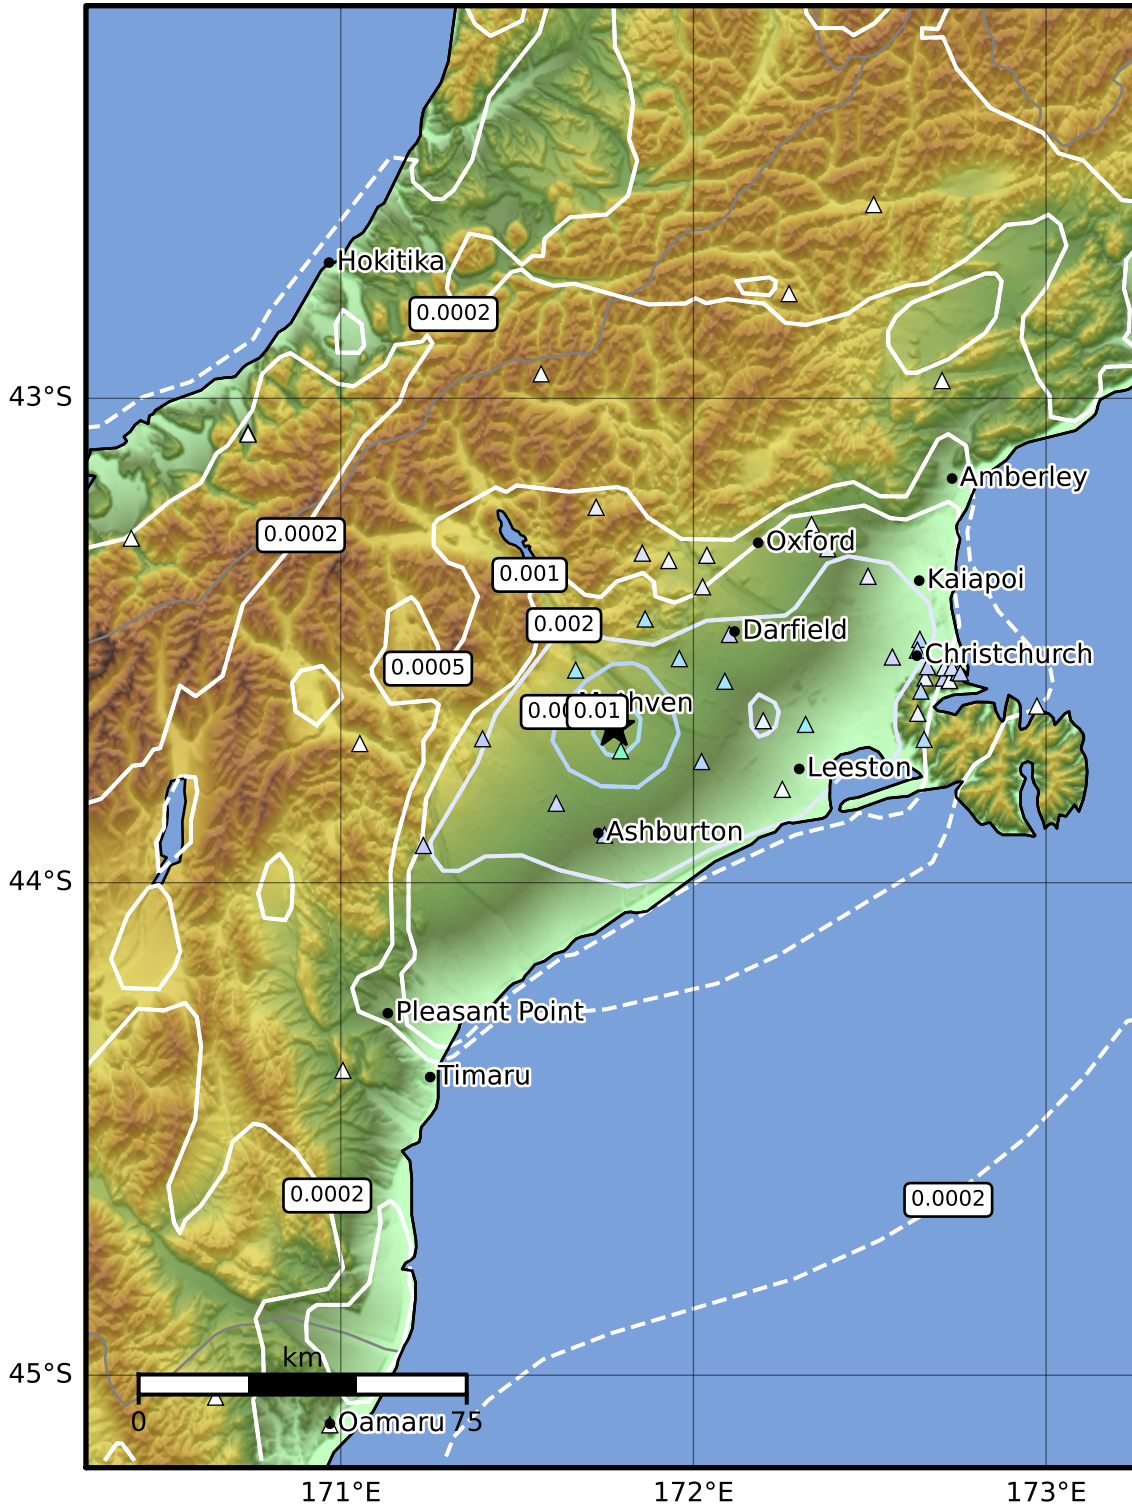 Hokitika
0.0002
43°S
Amberley
0.0002
Oxford
0.001
Kaiapoi
0.002
Darfield
Christchurch
0.0005
0.01
Leeston
Ashburton
44°S
Pleasant Point
Timaru
0.0002
0.0002
km
45°S
0
75
Oamaru
171°E
172°E
173°E